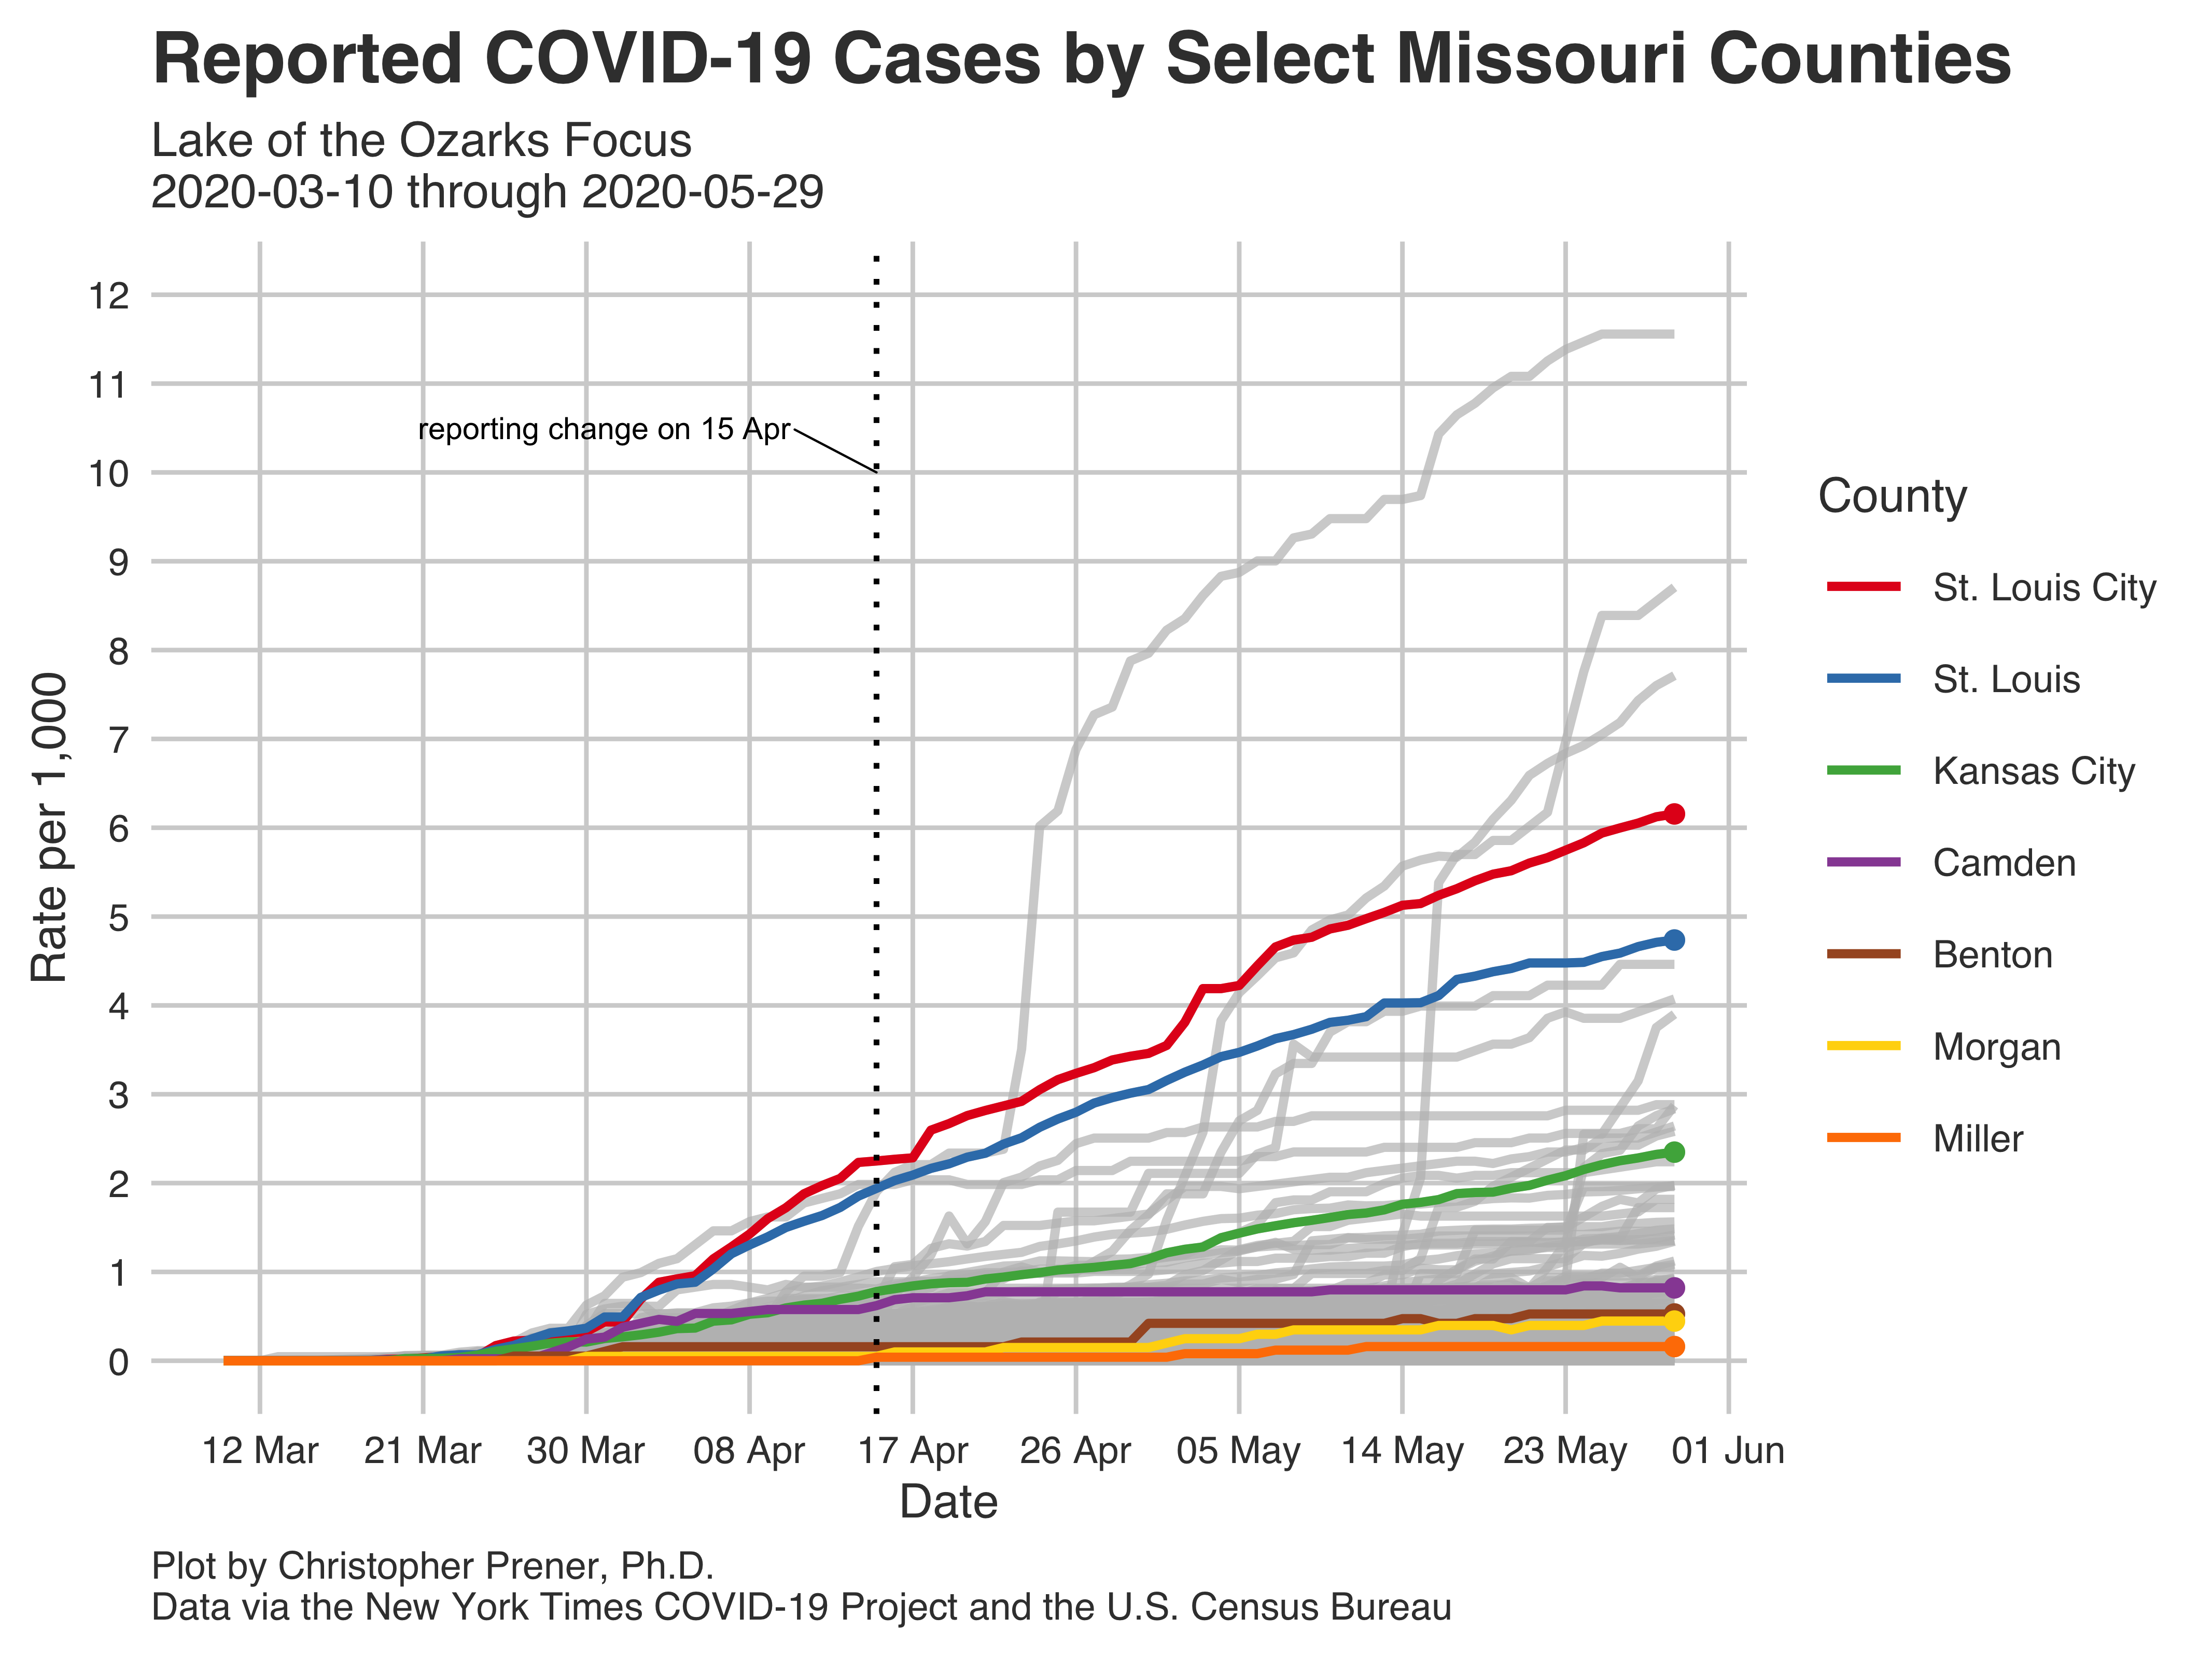 Reported COVID-19 Cases by Select Missouri Counties
Lake of the Ozarks Focus
2020-03-10 through 2020-05-29
12
11
10
9
8
7
6
5
4
3
2
1
0
Rate per 1,000
reporting change on 15 Apr
12 Mar
21 Mar
30 Mar
08 Apr
17 Apr
26 Apr
05 May
14 May
23 May
01 Jun
Date
County
St. Louis City
St. Louis
Kansas City
Camden
Benton
Morgan
Miller
Plot by Christopher Prener, Ph.D.
Data via the New York Times COVID-19 Project and the U.S. Census Bureau